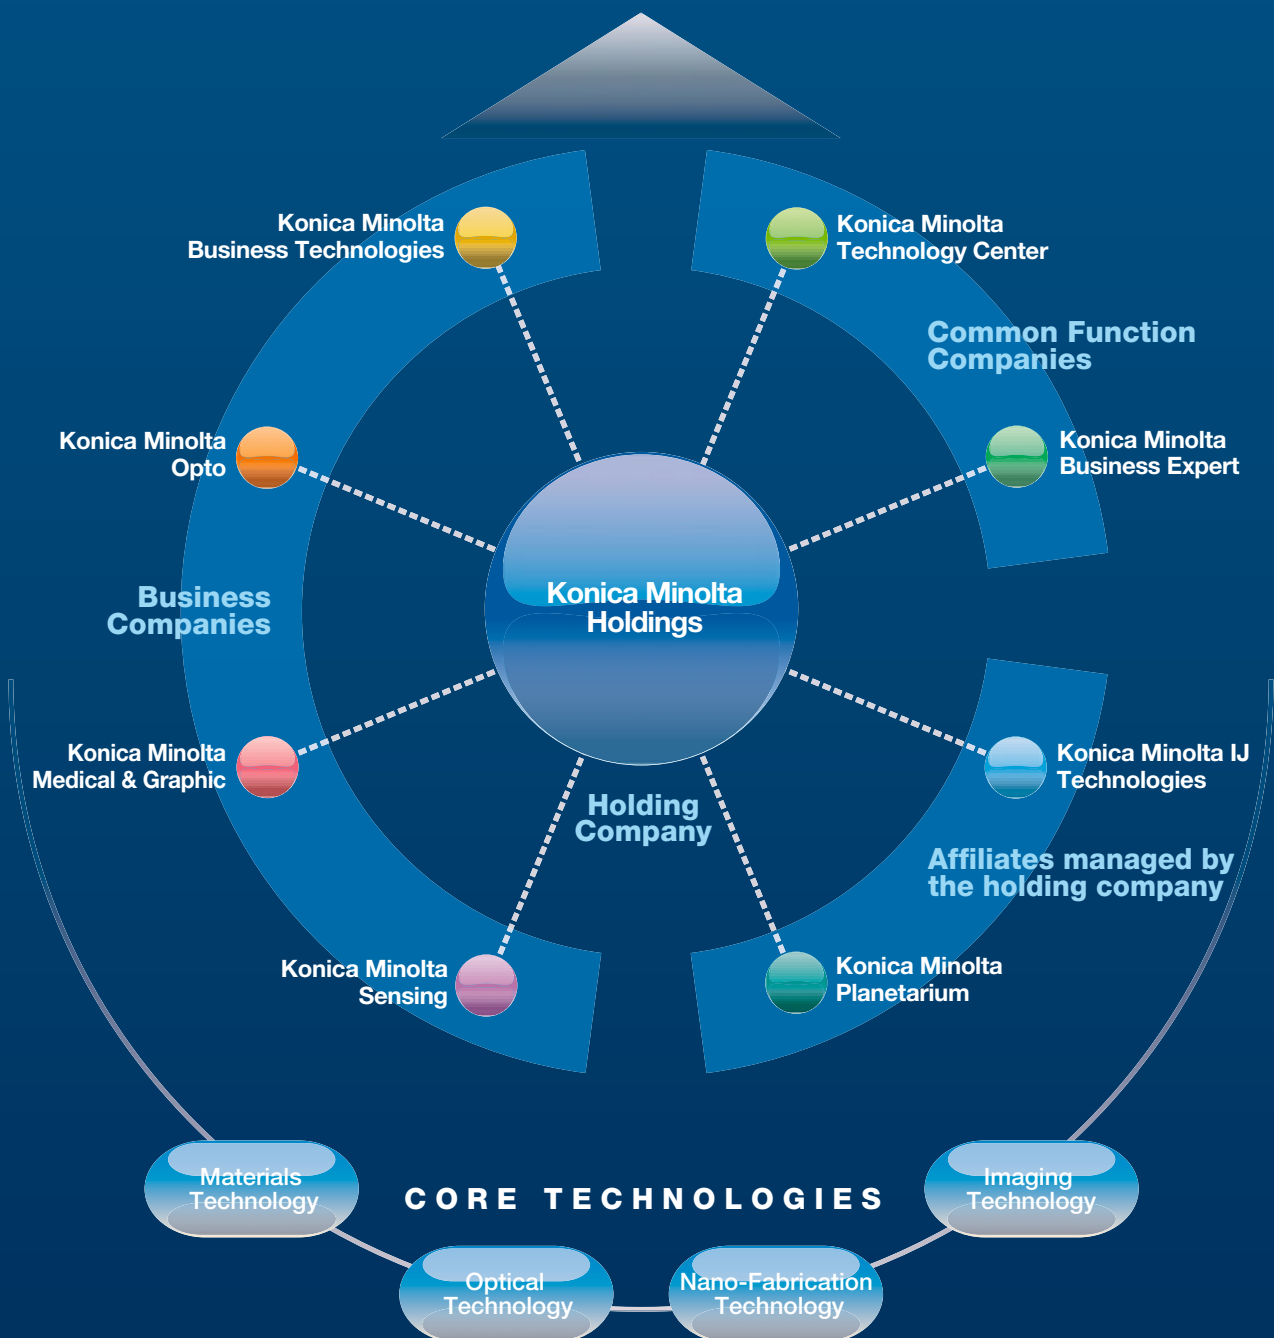 Konica Minolta
Business Technologies
Konica Minolta
Technology Center
Common Function
Companies
Konica Minolta
Opto
Konica Minolta
Business Expert
Business
Companies
Konica Minolta
Holdings
Konica Minolta
Medical & Graphic
Holding
Company
Konica Minolta IJ
Technologies
Affiliates managed by
the holding company
Konica Minolta
Sensing
Konica Minolta
Planetarium
Materials
Technology
CORE TECHNOLOGIES
Imaging
Technology
Optical
Technology
Nano-Fabrication
Technology